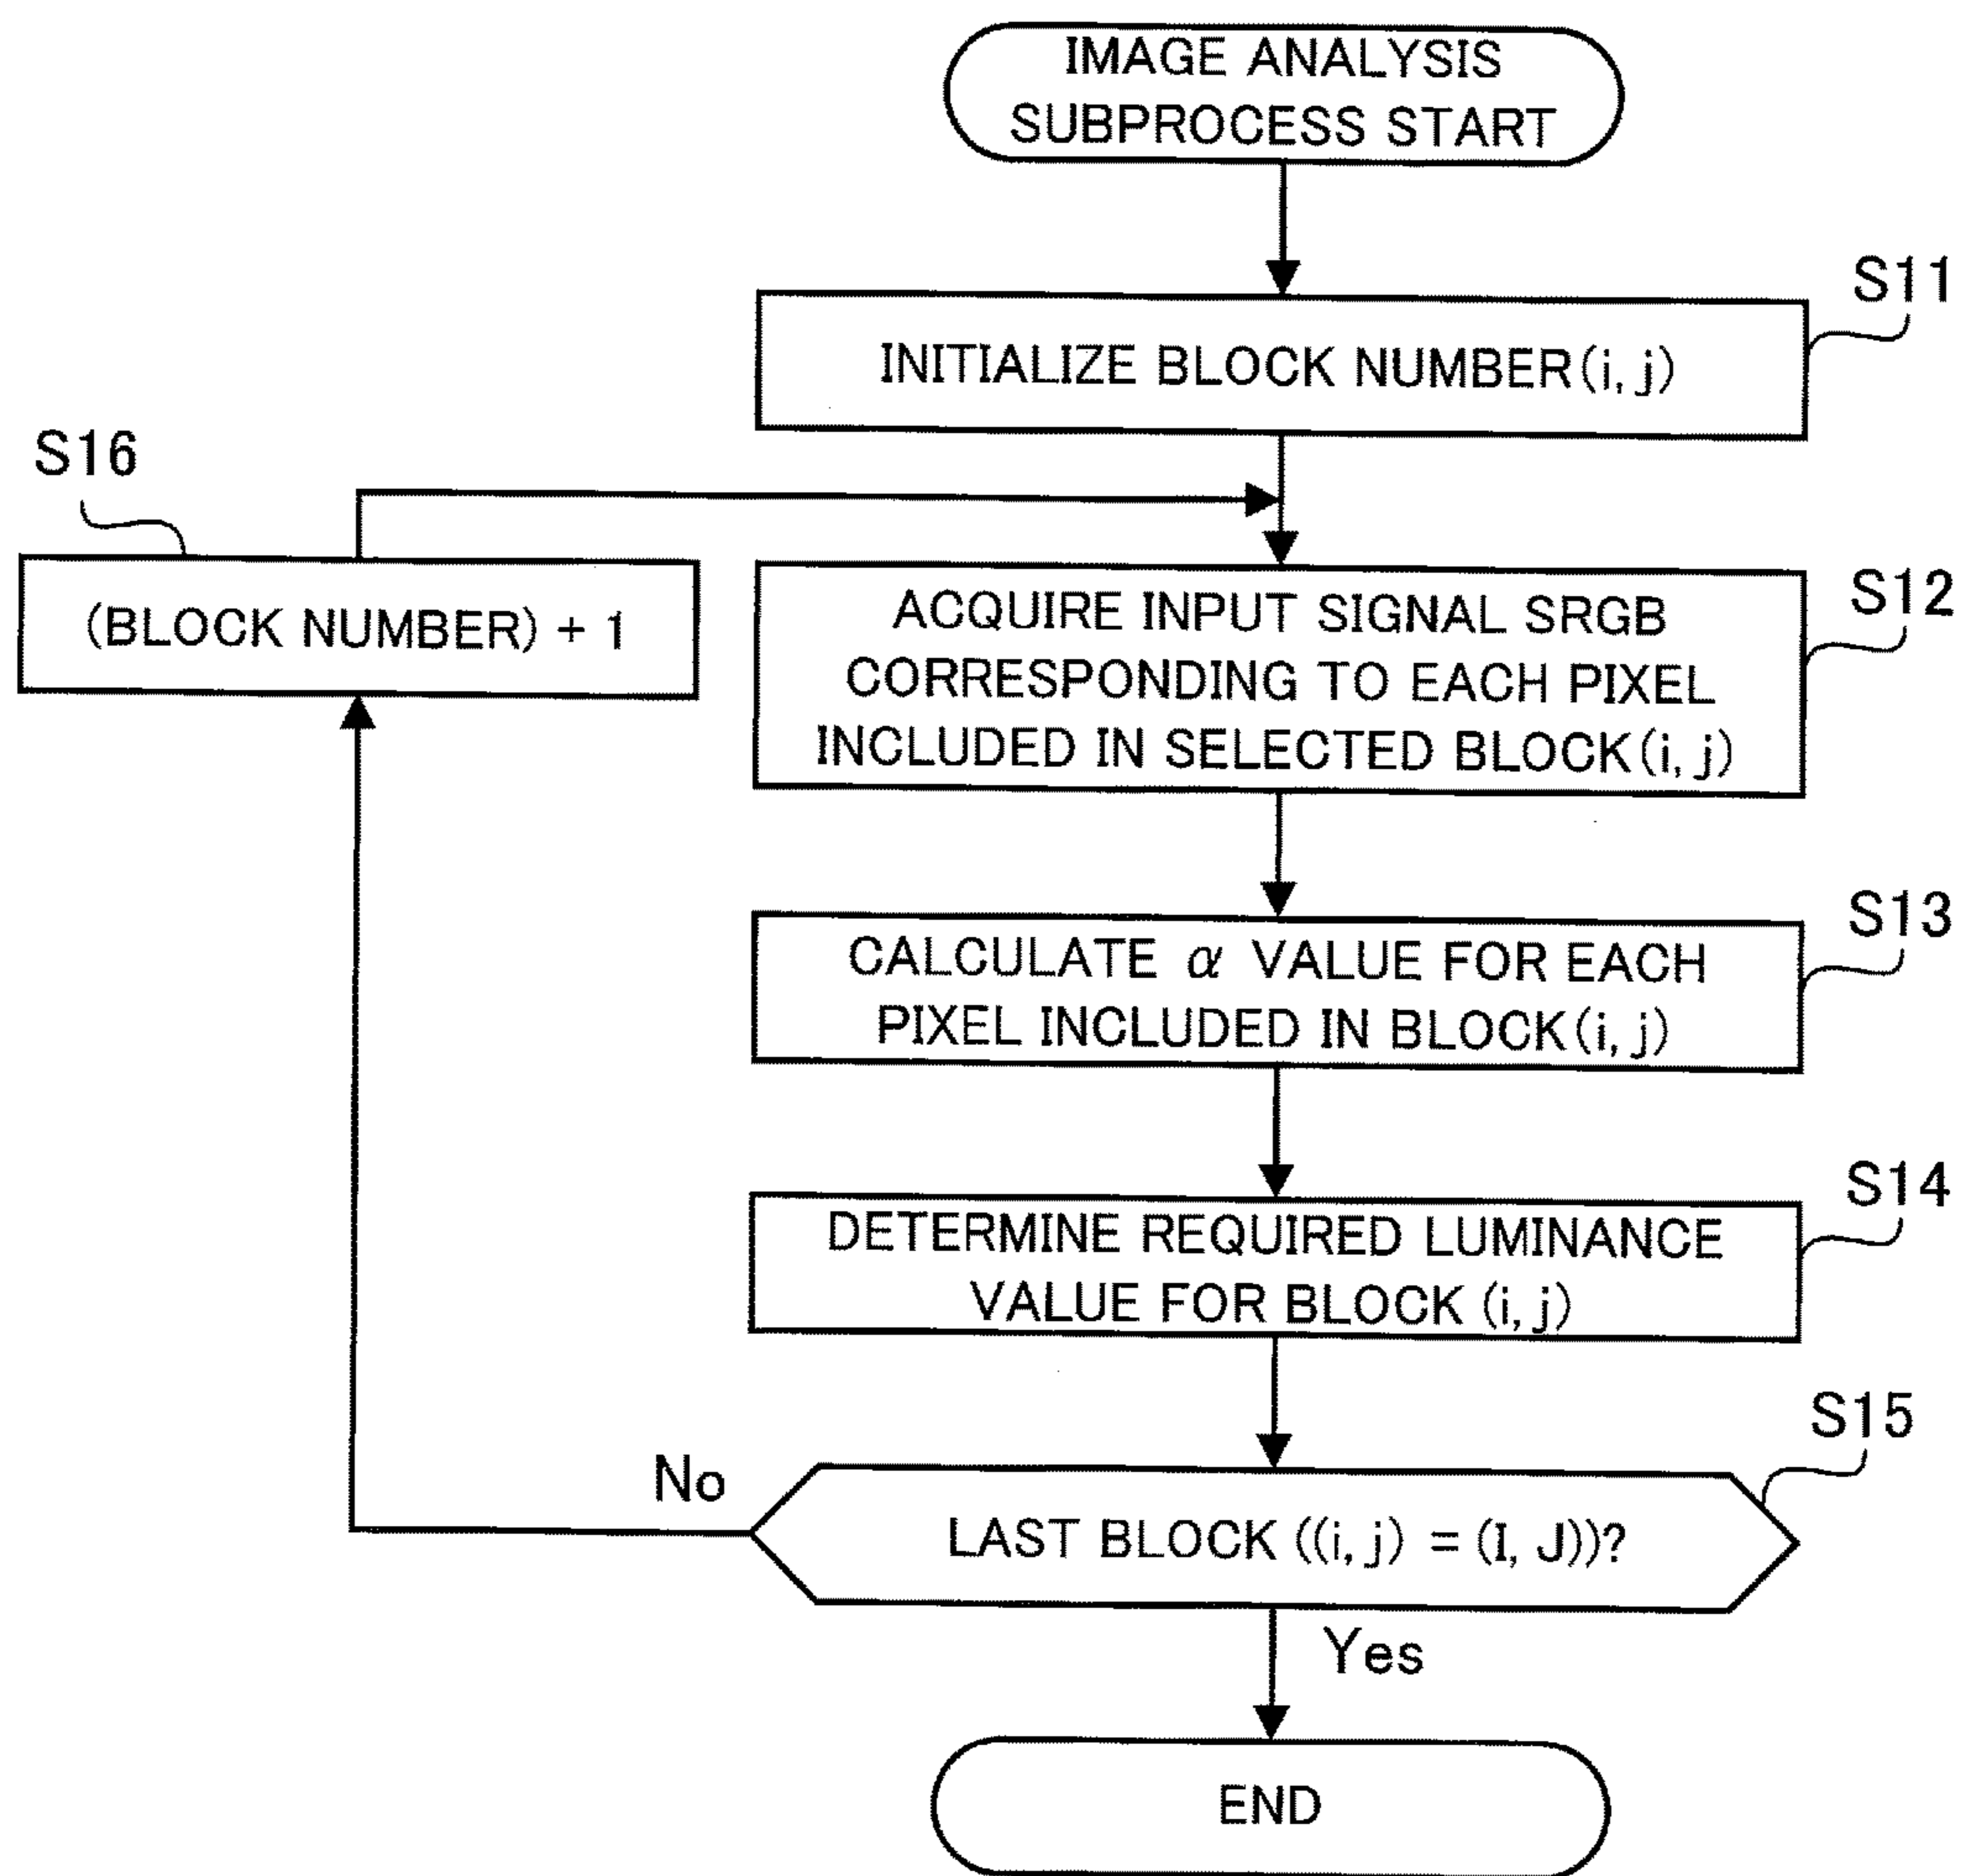 IMAGE ANALYSIS
SUBPROCESS START
S11
INITIALIZE BLOCK NUMBER(i, j)
S16
(BLOCK NUMBER) + 1
S12
ACQUIRE INPUT SIGNAL SRGB
CORRESPONDING TO EACH PIXEL
INCLUDED IN SELECTED BLOCK(i, j)
S13
CALCULATE α VALUE FOR EACH
PIXEL INCLUDED IN BLOCK(i, j)
S14
DETERMINE REQUIRED LUMINANCE
VALUE FOR BLOCK (i, j)
S15
No
LAST BLOCK ((i, j) = (I, J))?
Yes
END